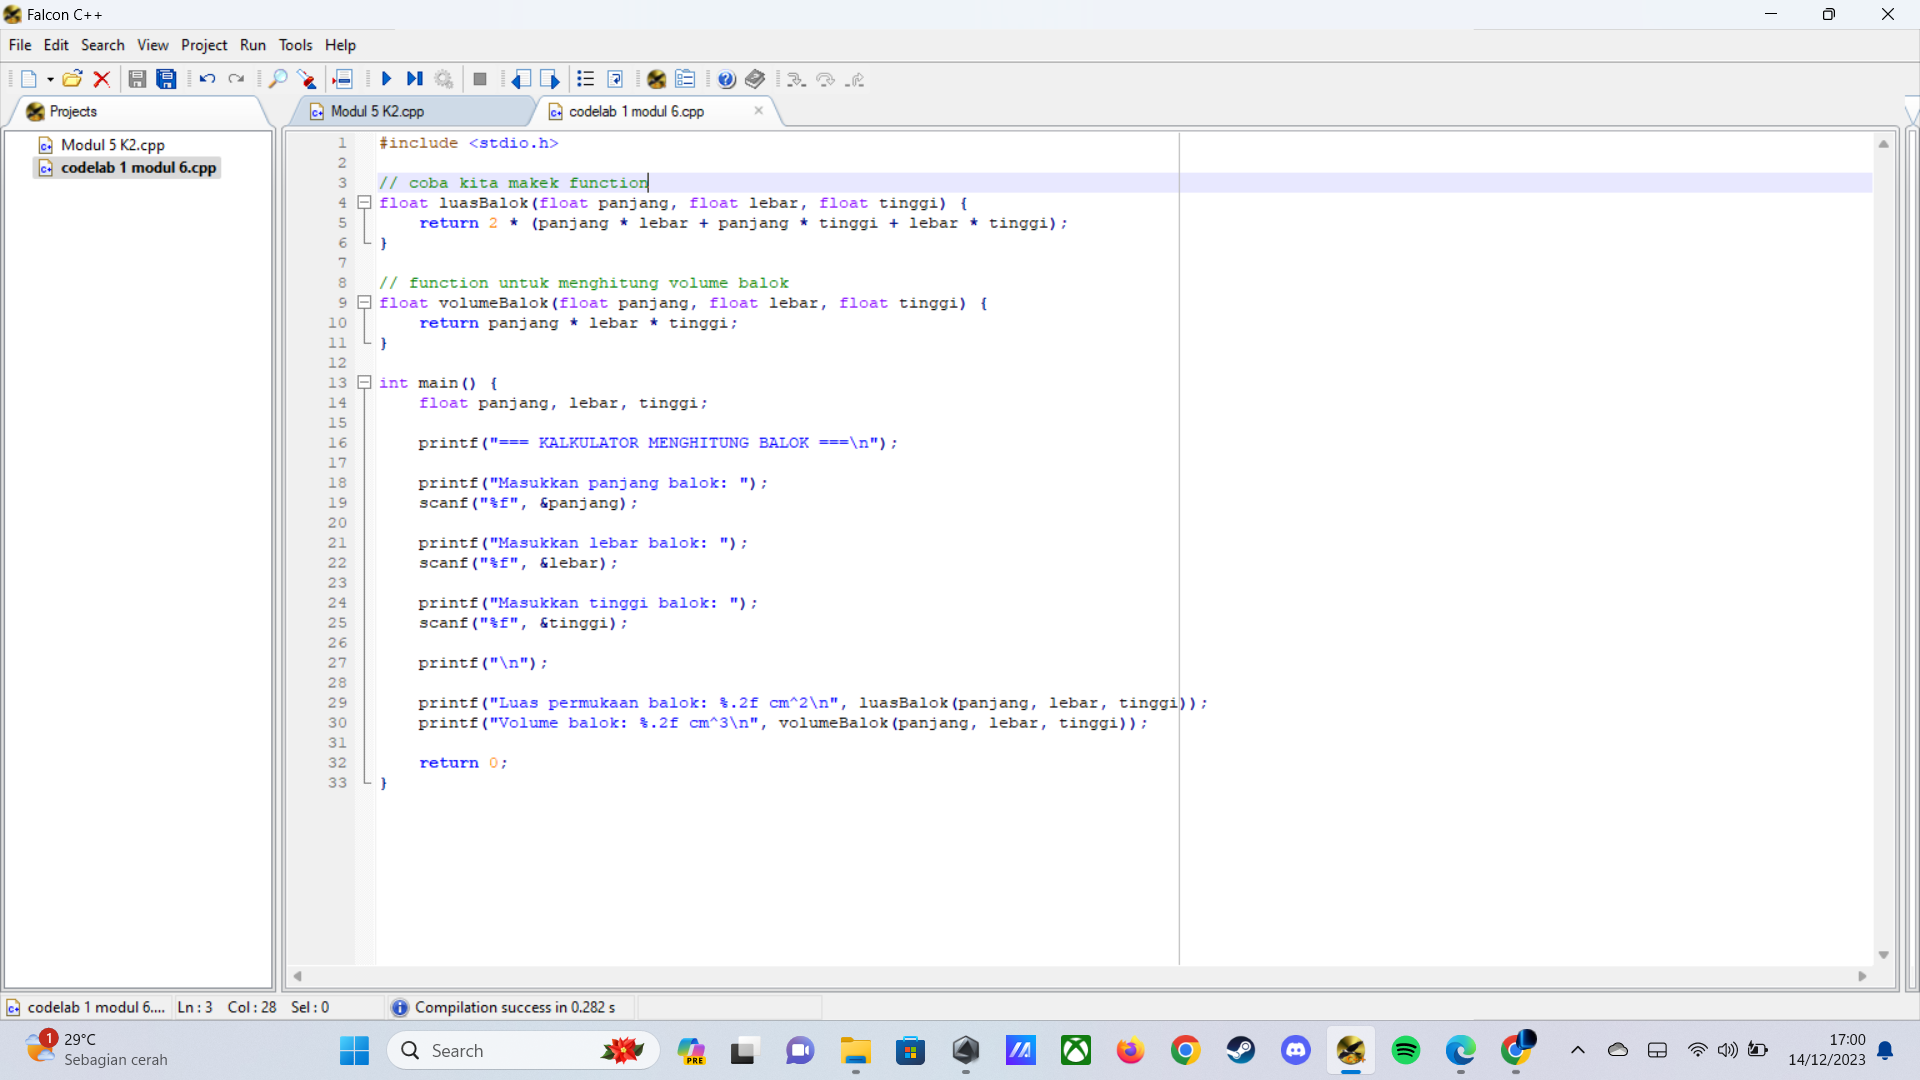 Falcon C++
File Edit Search View Project Run Tools Help
Projects
Modul 5 K2.cpp
codelab 1 modul 6.cpp
Modul 5 K2.cpp
codelab 1 modul 6.cpp
1 #include <stdio.h>
2
3 // coba kita makek function
4 float luasBalok(float panjang, float lebar, float tinggi) {
5 return 2 * (panjang * lebar + panjang * tinggi + lebar * tinggi);
6 }
7
8 // function untuk menghitung volume balok
9 float volumeBalok(float panjang, float lebar, float tinggi) {
10 return panjang * lebar * tinggi;
11 }
12
13 int main() {
14 float panjang, lebar, tinggi;
15
16 printf("=== KALKULATOR MENGHITUNG BALOK ===\n");
17
18 printf("Masukkan panjang balok: ");
19 scanf("%f", &panjang);
20
21 printf("Masukkan lebar balok: ");
22 scanf("%f", &lebar);
23
24 printf("Masukkan tinggi balok: ");
25 scanf("%f", &tinggi);
26
27 printf("\n");
28
29 printf("Luas permukaan balok: %.2f cm^2\n", luasBalok(panjang, lebar, tinggi));
30 printf("Volume balok: %.2f cm^3\n", volumeBalok(panjang, lebar, tinggi));
31
32 return 0;
33 }
codelab 1 modul 6.... Ln : 3 Col : 28 Sel : 0 Compilation success in 0.282 s
1
29°C
Sebagian cerah
Search
PRE
17:00
14/12/2023